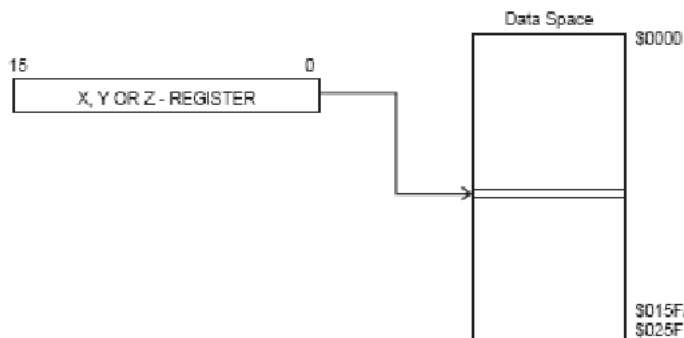 Data Space
$0000
15 0
X, Y OR Z - REGISTER
$015F/
$025F